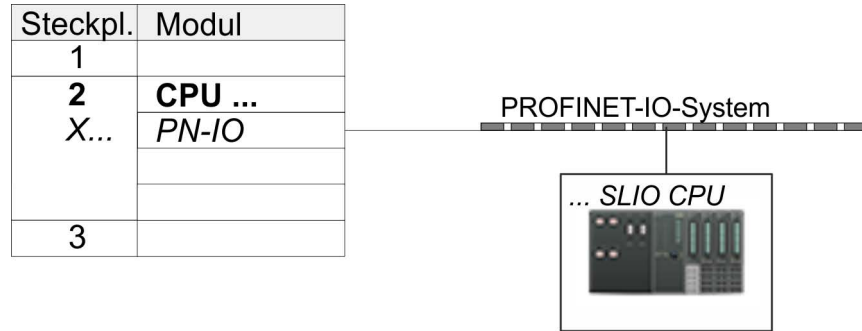 Steckpl. Modul
1
2 CPU ...
X... PN-IO
3
PROFINET-IO-System
... SLIO CPU